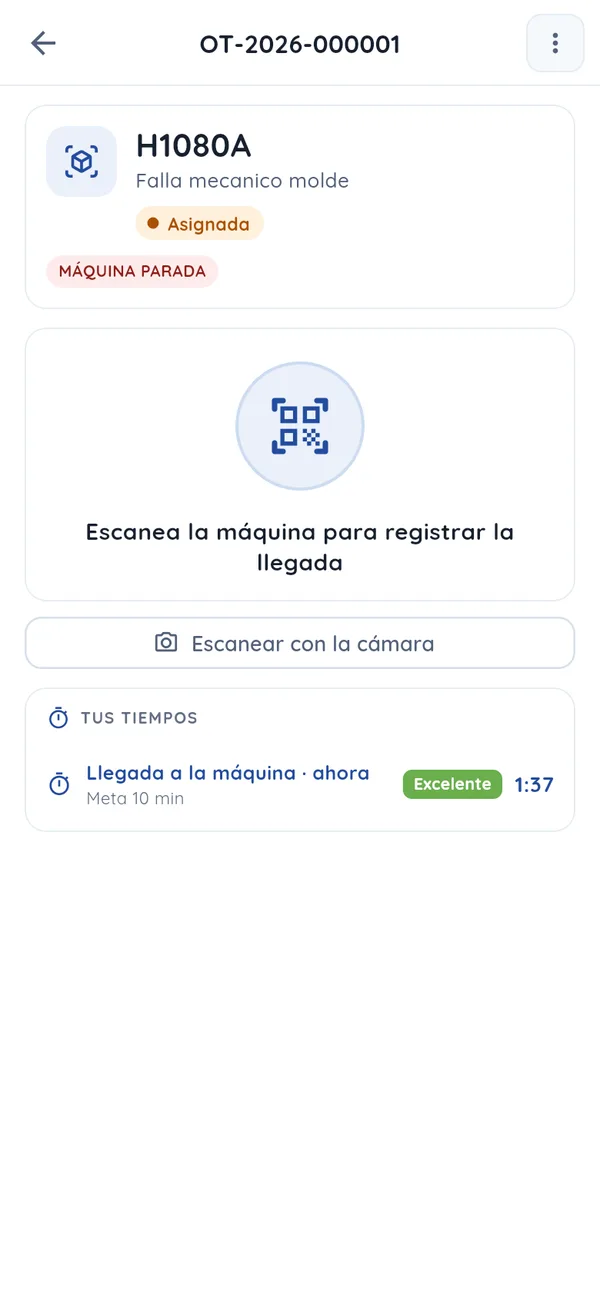 OT-2026-000001
H1080A
Falla mecanico molde
Asignada
MÁQUINA PARADA
Escanea la máquina para registrar la
llegada
Escanear con la cámara
TUS TIEMPOS
Llegada a la máquina · ahora
Meta 10 min
Excelente 1:37